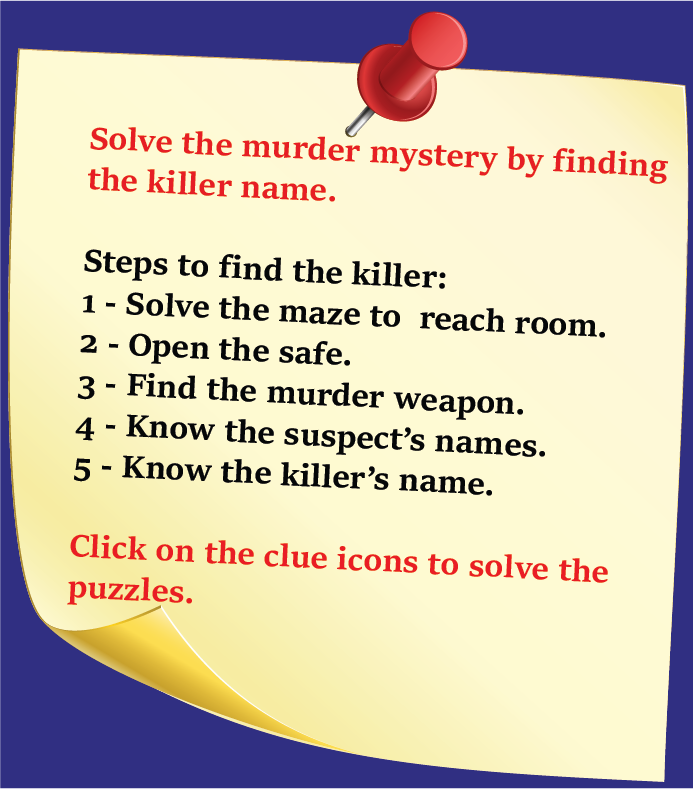 Solve the murder mystery by finding
the killer name.
Steps to find the killer:
1 - Solve the maze to  reach room.
2 - Open the safe.
3 - Find the murder weapon.
4 - Know the suspect’s names.
5 - Know the killer’s name.
Click on the clue icons to solve the
puzzles.